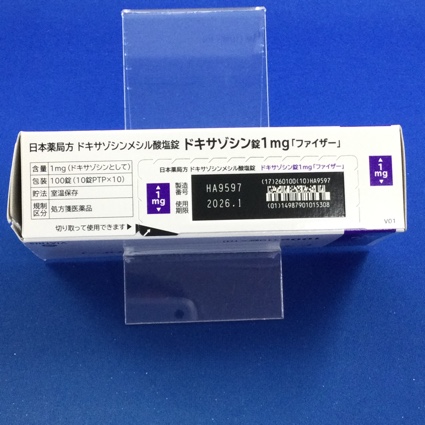 日本薬局方 ドキサゾシンメシル酸塩錠 ドキサゾシン錠1mg「ファイザー」
含量 1mg(ドキサゾシンとして)
包装 100錠(10錠PTP×10)
貯法 室温保存
規制区分 処方箋医薬品
切り取って使用できます
日本薬局方 ドキサゾシンメシル酸塩錠 ドキサゾシン錠1mg「ファイザー」
1mg
製造番号 HA9597
使用期限 2026.1
(17)260100(10)HA9597
(01)14987901015308
1mg
V01